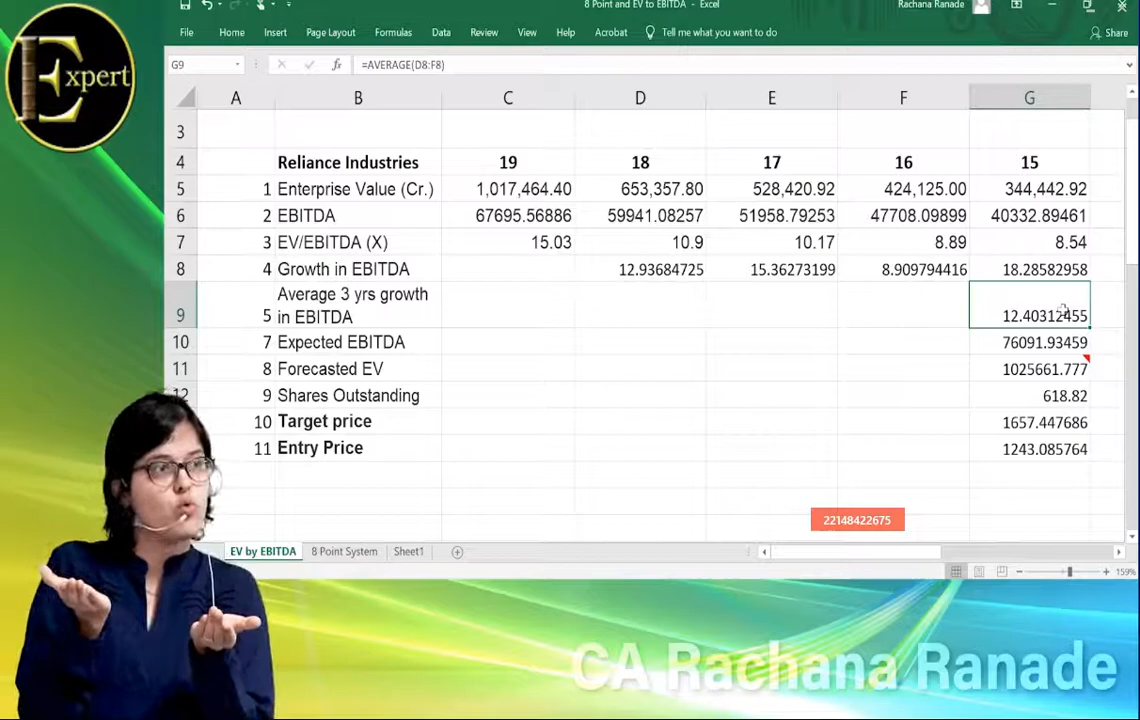 8 Point and EV to EBITDA - Excel
Rachana Ranade
File Home Insert Page Layout Formulas Data Review View Help Acrobat Tell me what you want to do Share
Expert
G9 fx =AVERAGE(D8:F8)
A B C D E F G
3
4 Reliance Industries 19 18 17 16 15
5 1 Enterprise Value (Cr.) 1,017,464.40 653,357.80 528,420.92 424,125.00 344,442.92
6 2 EBITDA 67695.56886 59941.08257 51958.79253 47708.09899 40332.89461
7 3 EV/EBITDA (X) 15.03 10.9 10.17 8.89 8.54
8 4 Growth in EBITDA 12.93684725 15.36273199 8.909794416 18.28582958
Average 3 yrs growth
9 5 in EBITDA 12.40312455
10 7 Expected EBITDA 76091.93459
11 8 Forecasted EV 1025661.777
12 9 Shares Outstanding 618.82
10 Target price 1657.447686
11 Entry Price 1243.085764
22148422675
EV by EBITDA 8 Point System Sheet1
159%
CA Rachana Ranade